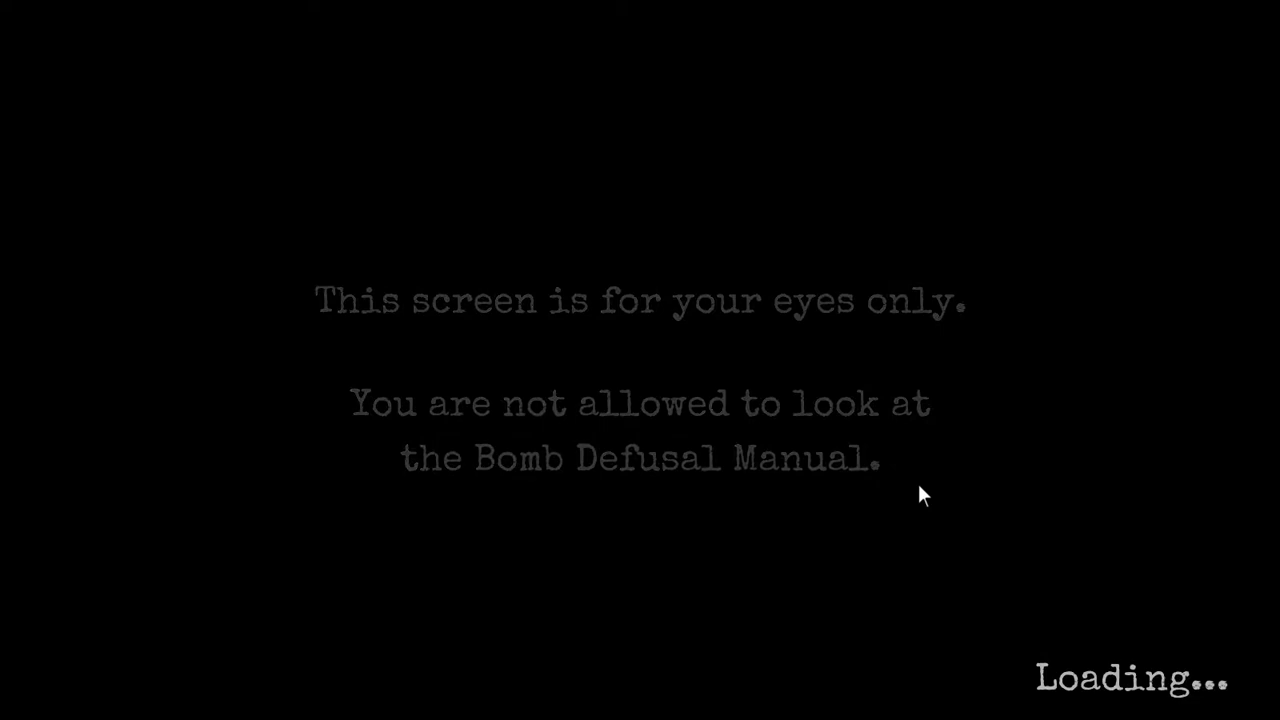 This screen is for your eyes only.
You are not allowed to look at
the Bomb Defusal Manual.
Loading...